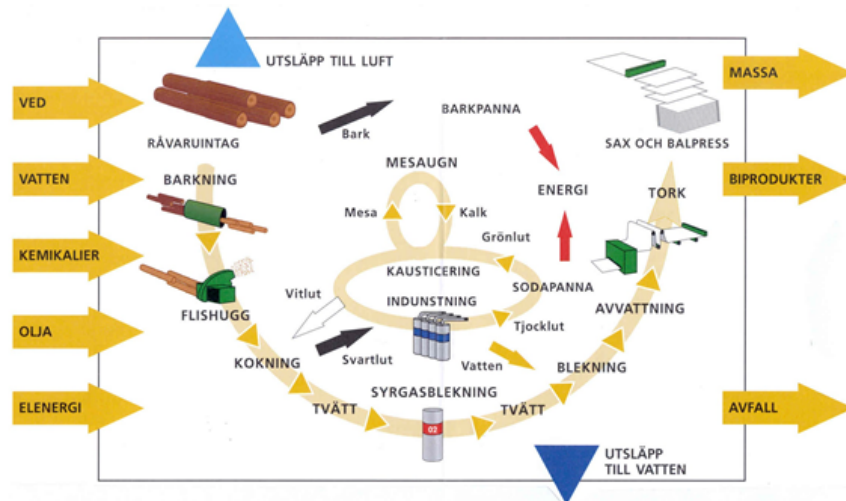 UTSLÄPP TILL LUFT
VED
MASSA
Bark
BARKPANNA
RÅVARUINTAG
SAX OCH BALPRESS
MESAUGN
VATTEN
BARKNING
ENERGI
TORK
BIPRODUKTER
Mesa
Kalk
Grönlut
KEMIKALIER
KAUSTICERING
Vitlut
INDUNSTNING
SODAPANNA
FLISHUGG
AVVATTNING
OLJA
Tjocklut
KOKNING
Svartlut
Vatten
BLEKNING
SYRGASBLEKNING
ELENERGI
TVÄTT
TVÄTT
AVFALL
O2
UTSLÄPP
TILL VATTEN